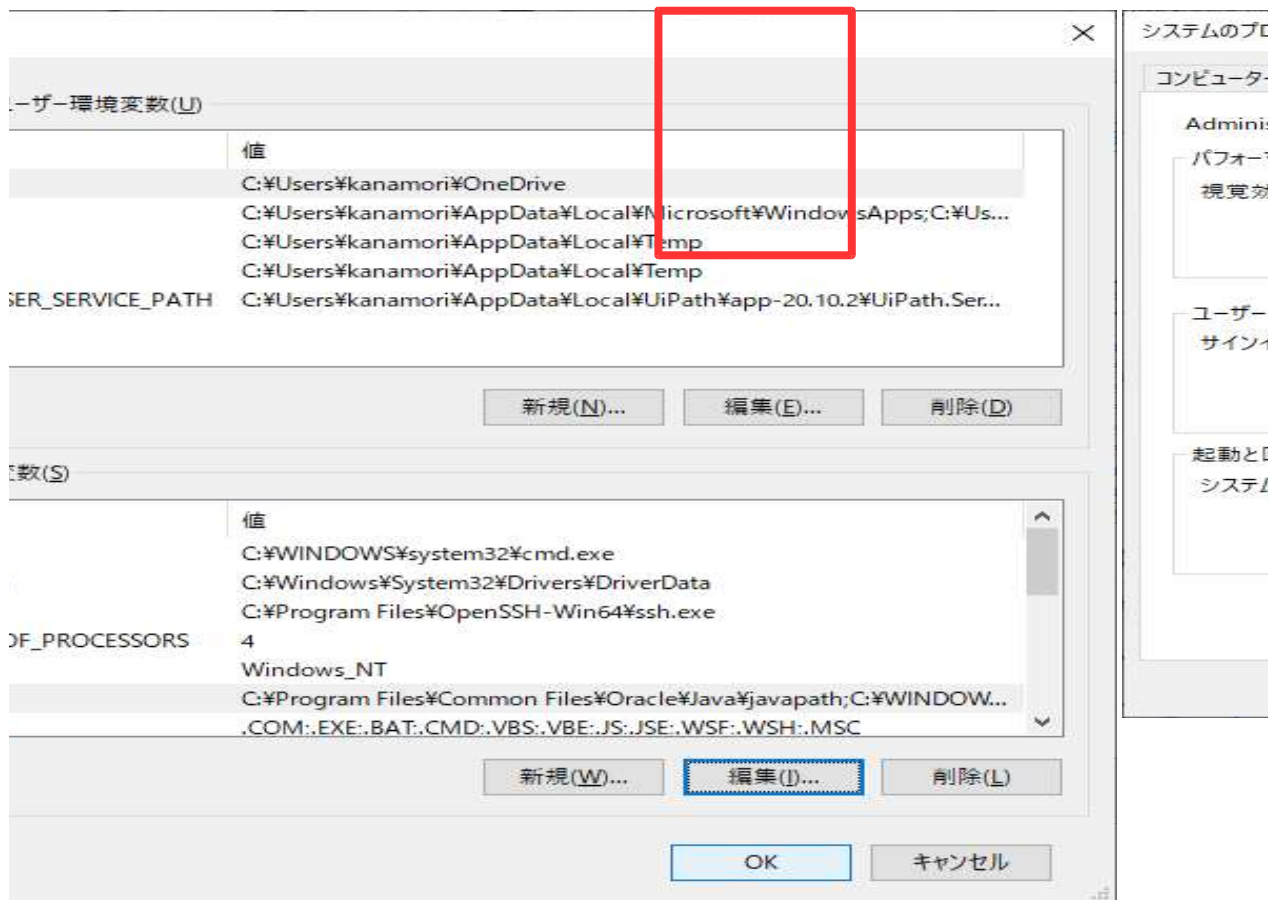 ーザー環境変数(U)
値
C:¥Users¥kanamori¥OneDrive
C:¥Users¥kanamori¥AppData¥Local¥Microsoft¥WindowsApps;C:¥Us...
C:¥Users¥kanamori¥AppData¥Local¥Temp
C:¥Users¥kanamori¥AppData¥Local¥Temp
SER_SERVICE_PATH C:¥Users¥kanamori¥AppData¥Local¥UiPath¥app-20.10.2¥UiPath.Ser...
新規(N)... 編集(E)... 削除(D)
変数(S)
値
C:¥WINDOWS¥system32¥cmd.exe
C:¥Windows¥System32¥Drivers¥DriverData
C:¥Program Files¥OpenSSH-Win64¥ssh.exe
OF_PROCESSORS 4
Windows_NT
C:¥Program Files¥Common Files¥Oracle¥Java¥javapath;C:¥WINDOW...
.COM;.EXE;.BAT;.CMD;.VBS;.VBE;.JS;.JSE;.WSF;.WSH;.MSC
新規(W)... 編集(I)... 削除(L)
OK キャンセル
システムのプロ
コンピューター
Adminis
パフォーマ
視覚効
ユーザー
サインイ
起動と
システム